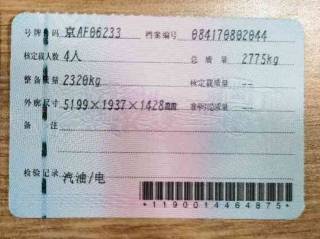 号牌号码 京AF06233 档案编号 084170802044
核定载人数 4人 总质量 2775kg
整备质量 2320kg 核定载质量 --
外廓尺寸 5199×1937×1428mm 准牵引总质量 --
备注
检验记录 汽油/电
*1190014464875*